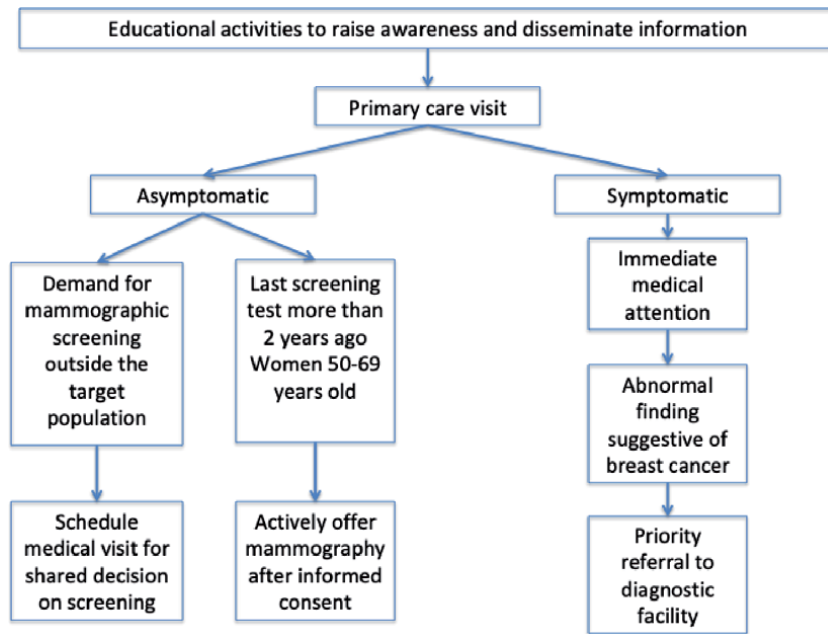 Educational activities to raise awareness and disseminate information
Primary care visit
Asymptomatic
Symptomatic
Demand for
mammographic
screening
outside the
target
population
Last screening
test more than
2 years ago
Women 50-69
years old
Immediate
medical
attention
Abnormal
finding
suggestive of
breast cancer
Schedule
medical visit for
shared decision
on screening
Actively offer
mammography
after informed
consent
Priority
referral to
diagnostic
facility